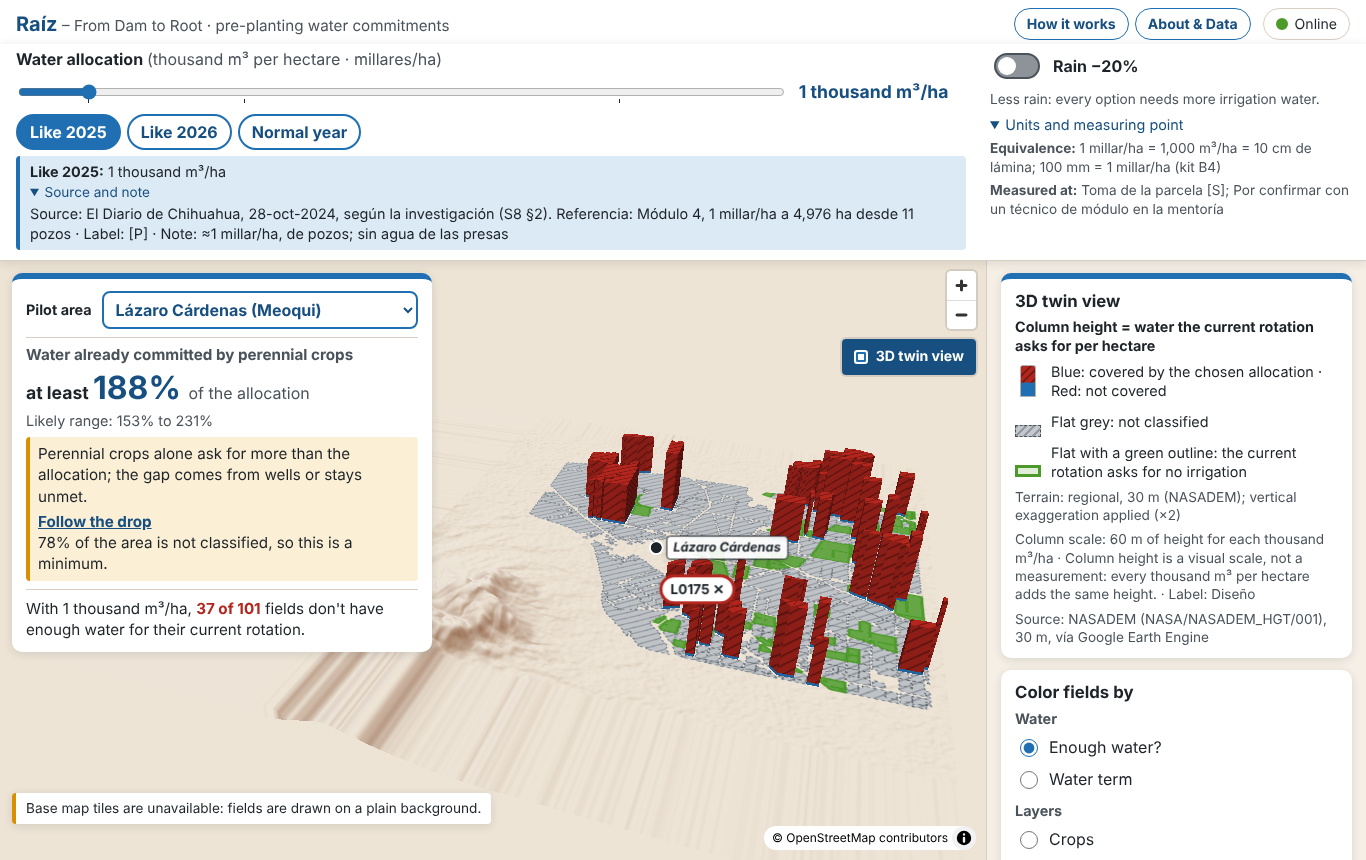 Raíz – From Dam to Root · pre-planting water commitments
How it works
About & Data
Online
Water allocation (thousand m³ per hectare · millares/ha)
1 thousand m³/ha
Like 2025
Like 2026
Normal year
Like 2025: 1 thousand m³/ha
▼ Source and note
Source: El Diario de Chihuahua, 28-oct-2024, según la investigación (S8 §2). Referencia: Módulo 4, 1 millar/ha a 4,976 ha desde 11
pozos · Label: [P] · Note: ≈1 millar/ha, de pozos; sin agua de las presas
Rain −20%
Less rain: every option needs more irrigation water.
▼ Units and measuring point
Equivalence: 1 millar/ha = 1,000 m³/ha = 10 cm de
lámina; 100 mm = 1 millar/ha (kit B4)
Measured at: Toma de la parcela [S]; Por confirmar con
un técnico de módulo en la mentoría
Pilot area
Lázaro Cárdenas (Meoqui)
Water already committed by perennial crops
at least 188% of the allocation
Likely range: 153% to 231%
Perennial crops alone ask for more than the
allocation; the gap comes from wells or stays
unmet.
Follow the drop
78% of the area is not classified, so this is a
minimum.
With 1 thousand m³/ha, 37 of 101 fields don't have
enough water for their current rotation.
+
−
3D twin view
Lázaro Cárdenas
L0175 ×
Base map tiles are unavailable: fields are drawn on a plain background.
© OpenStreetMap contributors
3D twin view
Column height = water the current rotation
asks for per hectare
Blue: covered by the chosen allocation ·
Red: not covered
Flat grey: not classified
Flat with a green outline: the current
rotation asks for no irrigation
Terrain: regional, 30 m (NASADEM); vertical
exaggeration applied (×2)
Column scale: 60 m of height for each thousand
m³/ha · Column height is a visual scale, not a
measurement: every thousand m³ per hectare
adds the same height. · Label: Diseño
Source: NASADEM (NASA/NASADEM_HGT/001),
30 m, vía Google Earth Engine
Color fields by
Water
Enough water?
Water term
Layers
Crops